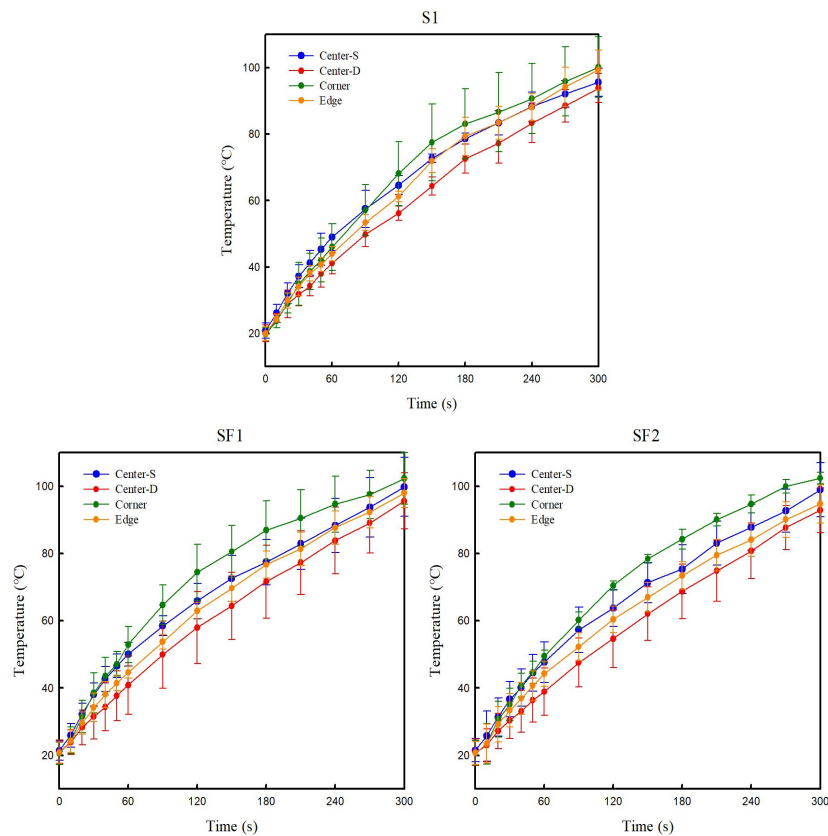 S1
Center-S
Center-D
Corner
Edge
Temperature (°C)
100
80
60
40
20
0 60 120 180 240 300
Time (s)
SF1
Center-S
Center-D
Corner
Edge
Temperature (°C)
100
80
60
40
20
0 60 120 180 240 300
Time (s)
SF2
Center-S
Center-D
Corner
Edge
Temperature (°C)
100
80
60
40
20
0 60 120 180 240 300
Time (s)